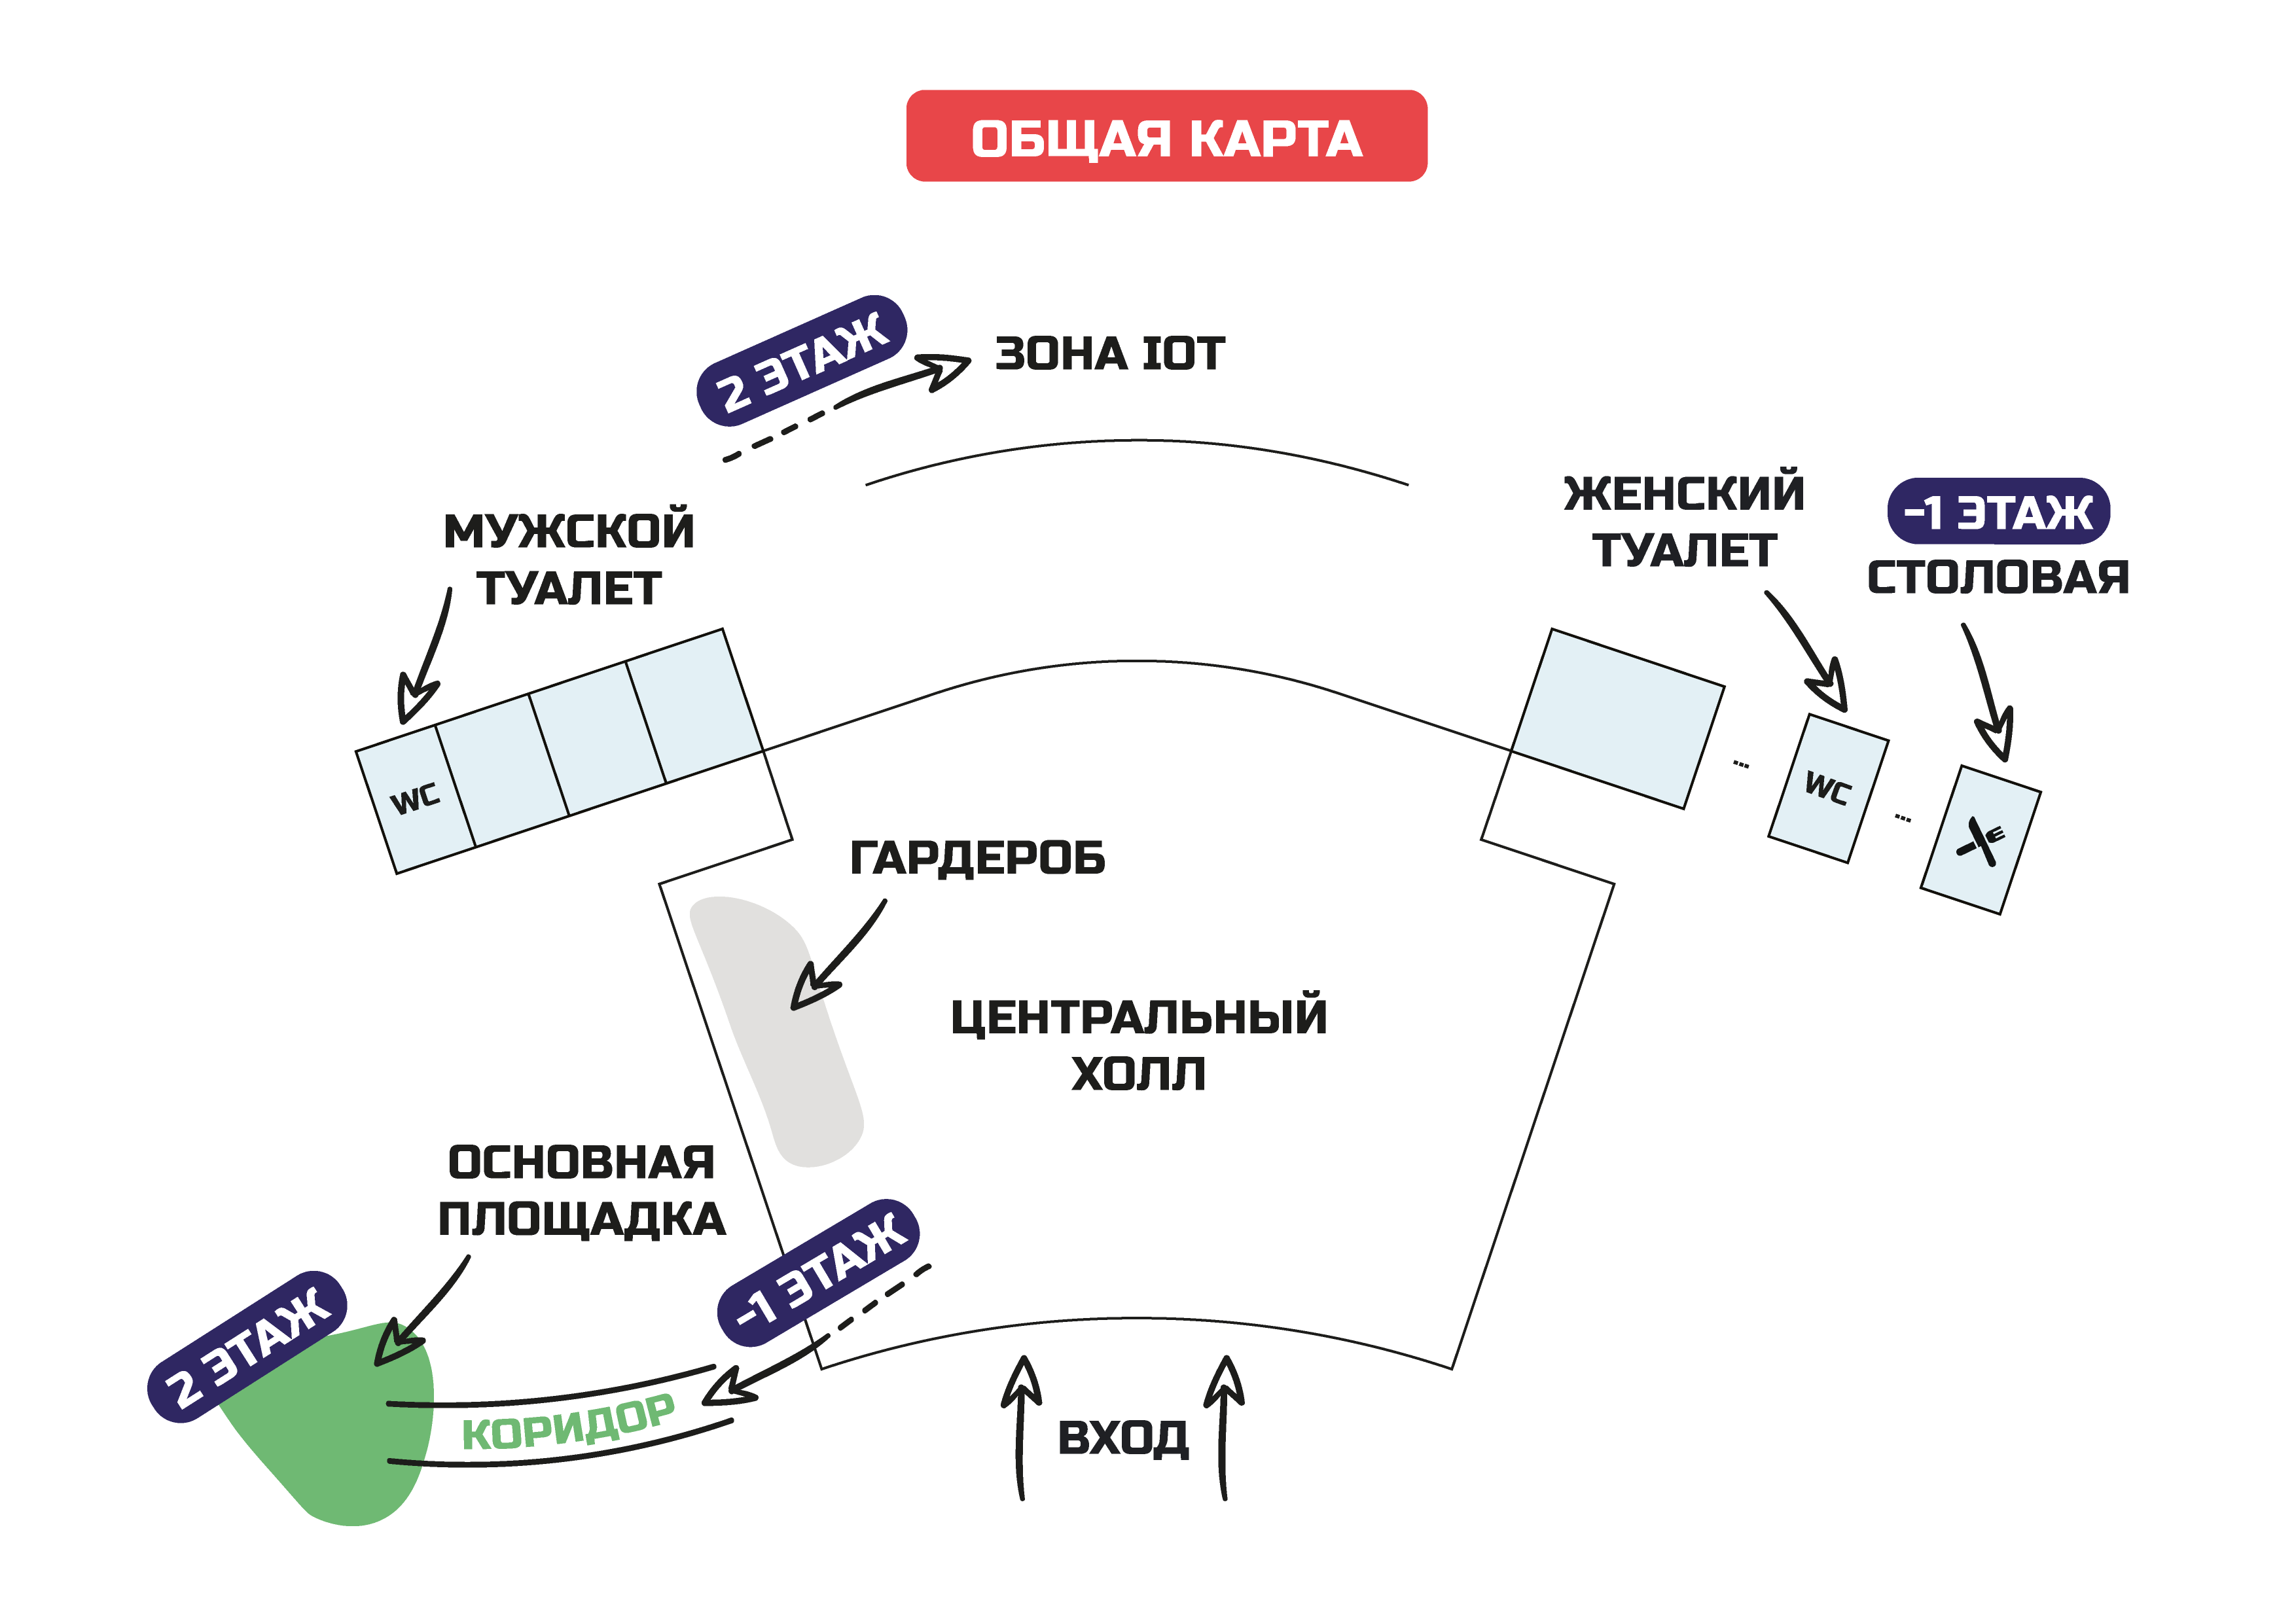 ОБЩАЯ КАРТА
2 ЭТАЖ
ЗОНА IOT
МУЖСКОЙ
ТУАЛЕТ
ЖЕНСКИЙ
ТУАЛЕТ
-1 ЭТАЖ
СТОЛОВАЯ
WC
...
WC
...
ГАРДЕРОБ
ЦЕНТРАЛЬНЫЙ
ХОЛЛ
ОСНОВНАЯ
ПЛОЩАДКА
-1 ЭТАЖ
2 ЭТАЖ
КОРИДОР
ВХОД